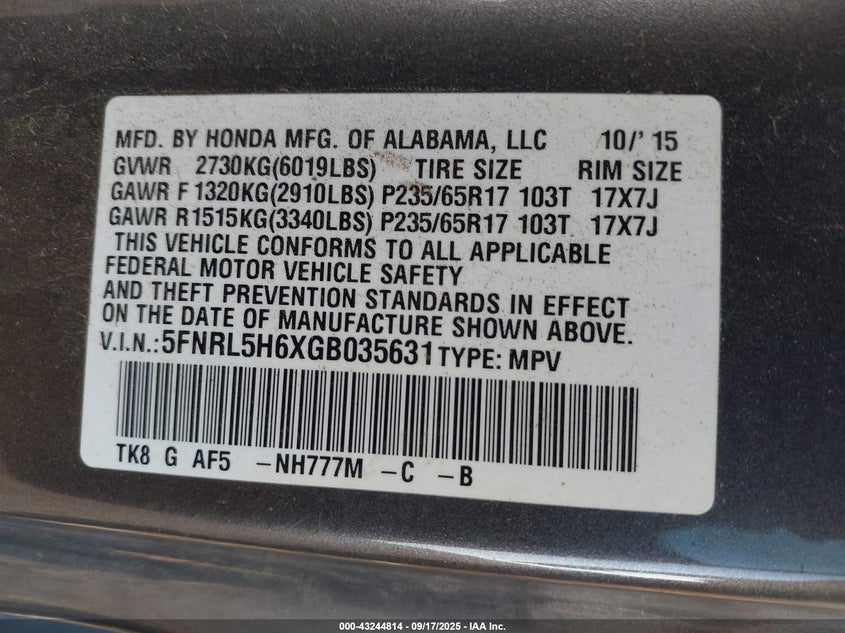 MFD. BY HONDA MFG. OF ALABAMA, LLC 10/' 15
GVWR 2730KG(6019LBS) TIRE SIZE RIM SIZE
GAWR F 1320KG(2910LBS) P235/65R17 103T 17X7J
GAWR R1515KG(3340LBS) P235/65R17 103T 17X7J
THIS VEHICLE CONFORMS TO ALL APPLICABLE
FEDERAL MOTOR VEHICLE SAFETY
AND THEFT PREVENTION STANDARDS IN EFFECT
ON THE DATE OF MANUFACTURE SHOWN ABOVE.
V.I.N.: 5FNRL5H6XGB035631 TYPE: MPV
TK8 G AF5 -NH777M -C -B
000-43244814 - 09/17/2025 - IAA Inc.